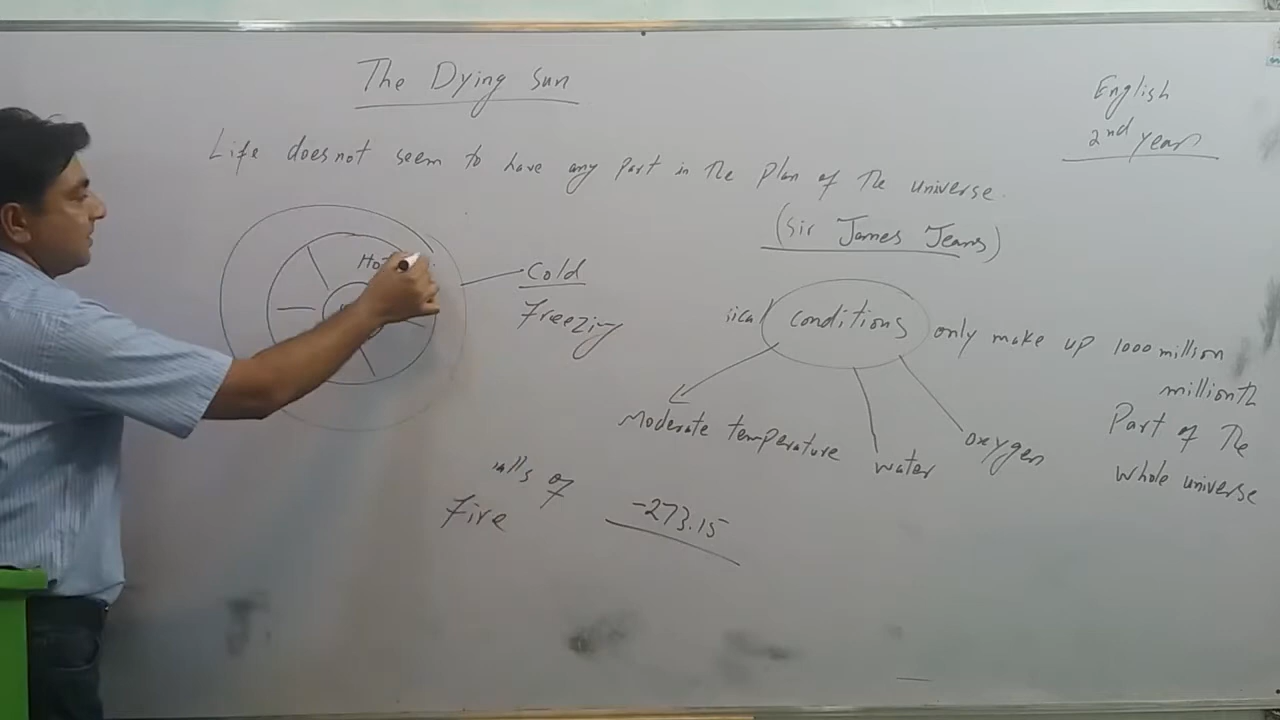 The Dying Sun
English
2nd year
Life does not seem to have any part in the plan of the universe.
(Sir James Jeans)
Hot
Cold
Freezing
sical conditions only make up 1000 million
millionth
Part of the
whole universe
Moderate temperature
water
oxygen
alls of
Fire
-273.15